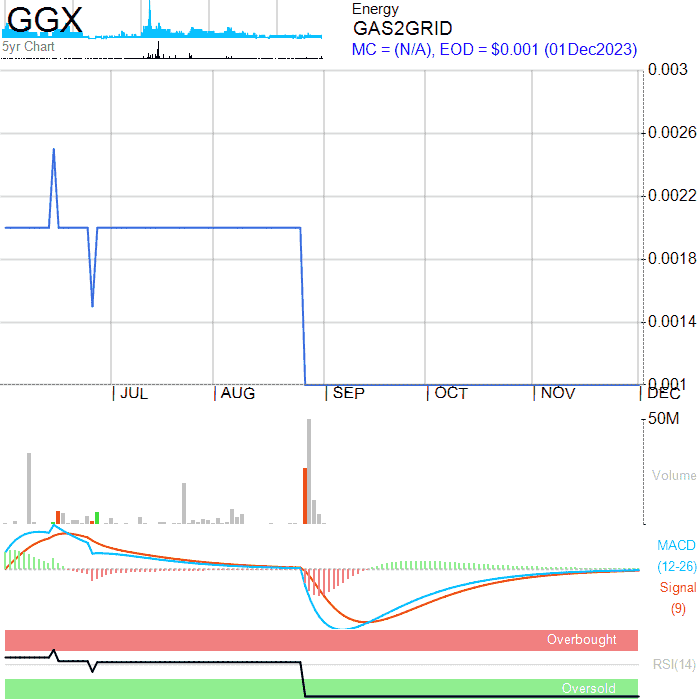 GGX
5yr Chart
Energy
GAS2GRID
MC = (N/A), EOD = $0.001 (01Dec2023)
0.003
0.0026
0.0022
0.0018
0.0014
0.001
JUL AUG SEP OCT NOV DEC
50M
Volume
MACD
(12-26)
Signal
(9)
Overbought
RSI(14)
Oversold